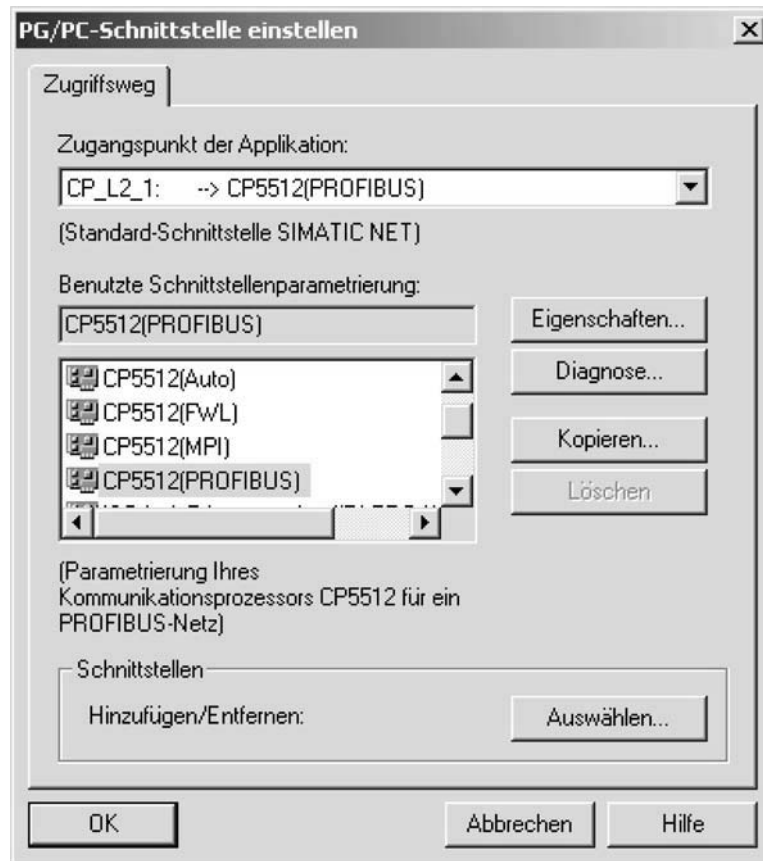 PG/PC-Schnittstelle einstellen
Zugriffsweg
Zugangspunkt der Applikation:
CP_L2_1: --> CP5512(PROFIBUS)
(Standard-Schnittstelle SIMATIC NET)
Benutzte Schnittstellenparametrierung:
CP5512(PROFIBUS)
Eigenschaften...
CP5512(Auto)
Diagnose...
CP5512(FWL)
CP5512(MPI)
Kopieren...
CP5512(PROFIBUS)
Löschen
(Parametrierung Ihres
Kommunikationsprozessors CP5512 für ein
PROFIBUS-Netz)
Schnittstellen
Hinzufügen/Entfernen:
Auswählen...
OK
Abbrechen
Hilfe